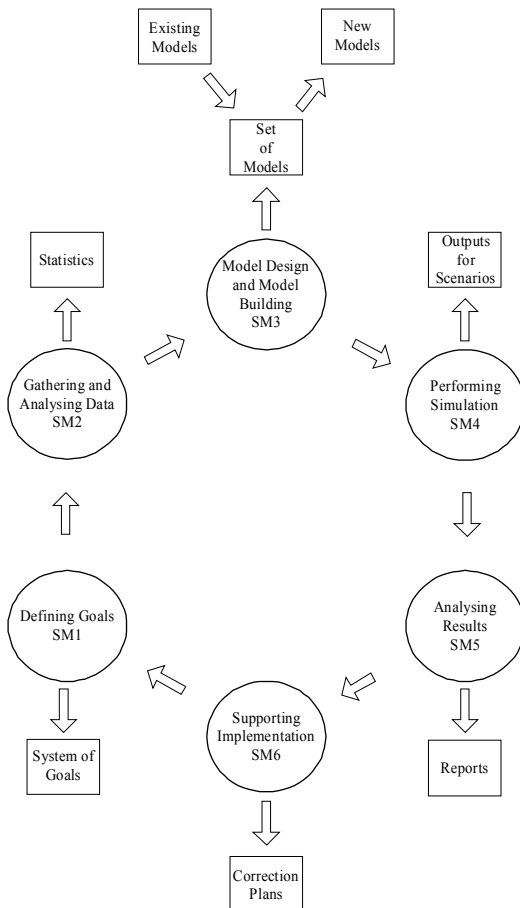 Existing
Models
New
Models
Set
of
Models
Statistics
Model Design
and Model
Building
SM3
Outputs
for
Scenarios
Gathering and
Analysing Data
SM2
Performing
Simulation
SM4
Defining Goals
SM1
Analysing
Results
SM5
Supporting
Implementation
SM6
System of
Goals
Reports
Correction
Plans